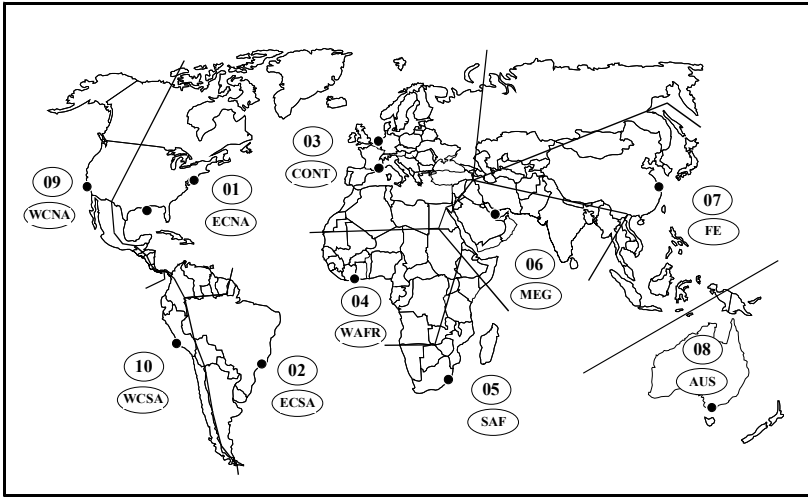 03
CONT
09
WCNA
01
ECNA
07
FE
06
MEG
04
WAFR
10
WCSA
02
ECSA
05
SAF
08
AUS